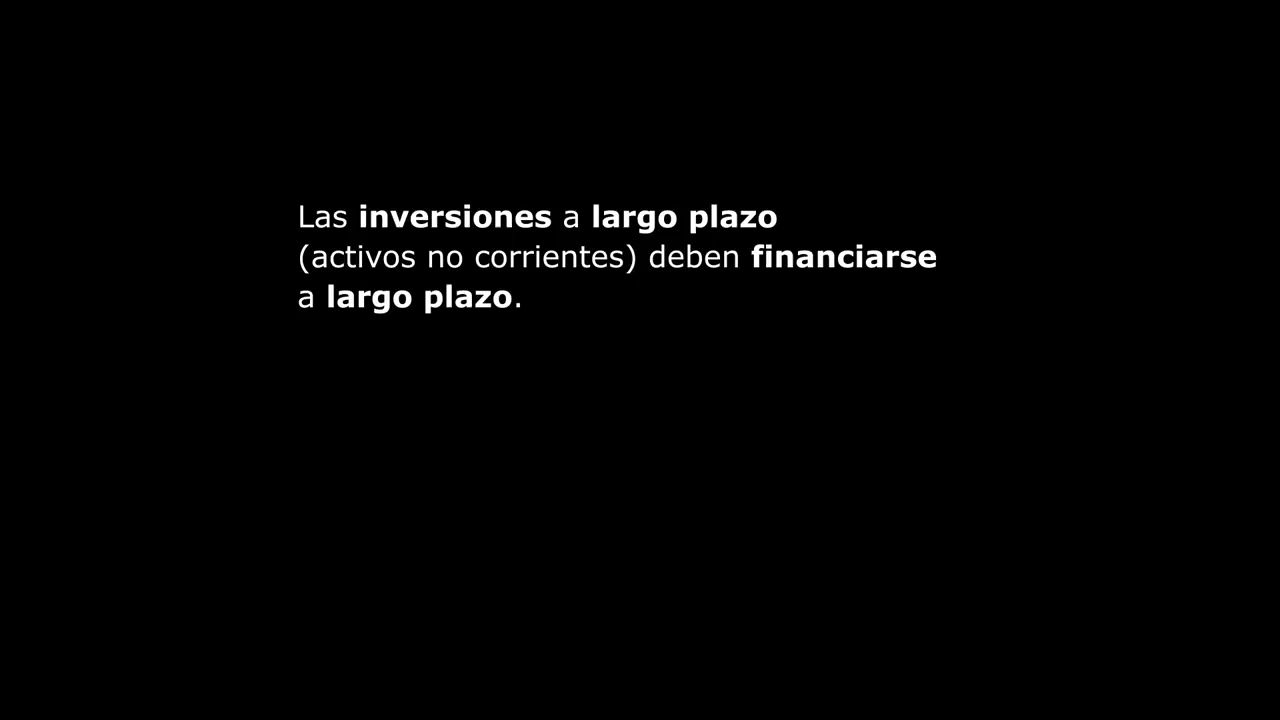 Las inversiones a largo plazo
(activos no corrientes) deben financiarse
a largo plazo.